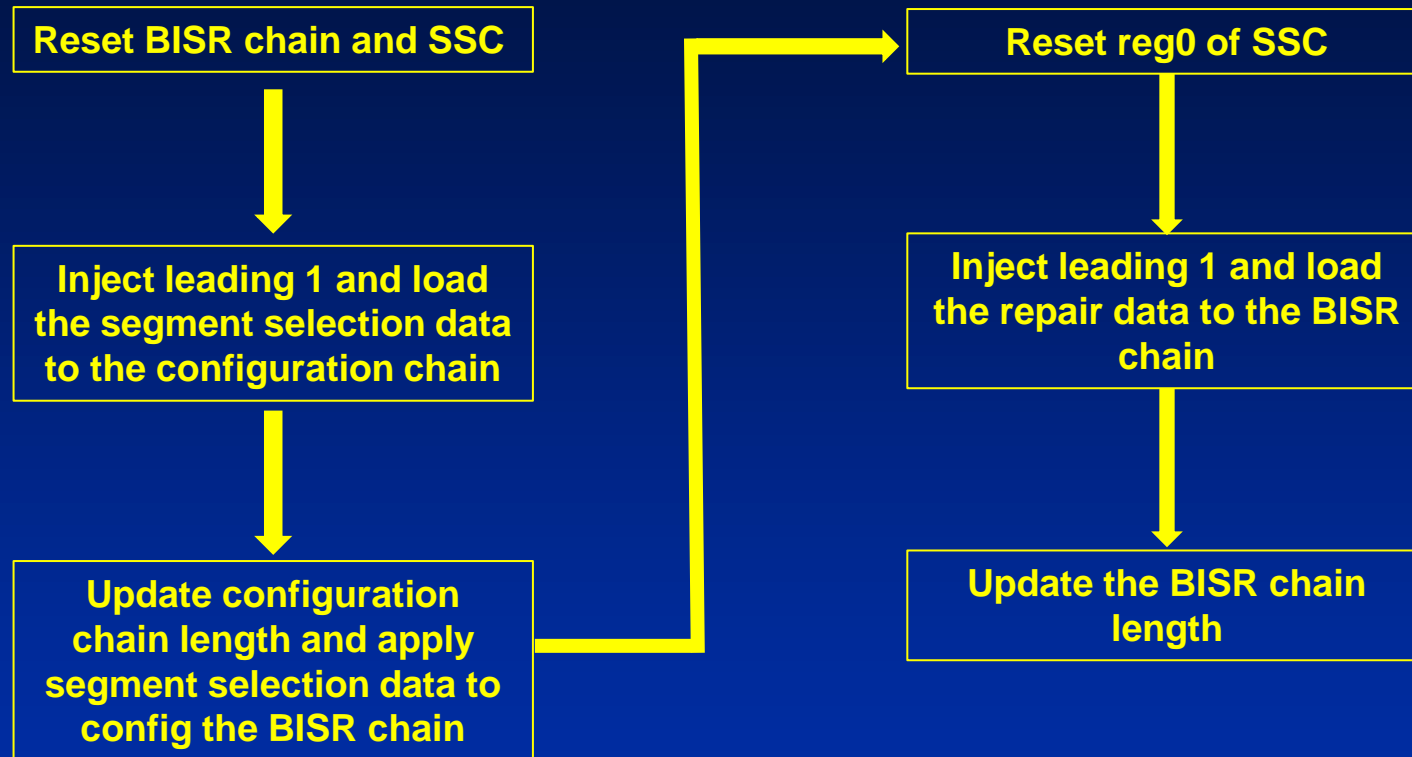 Reset BISR chain and SSC
Inject leading 1 and load
the segment selection data
to the configuration chain
Update configuration
chain length and apply
segment selection data to
config the BISR chain
Reset reg0 of SSC
Inject leading 1 and load
the repair data to the BISR
chain
Update the BISR chain
length